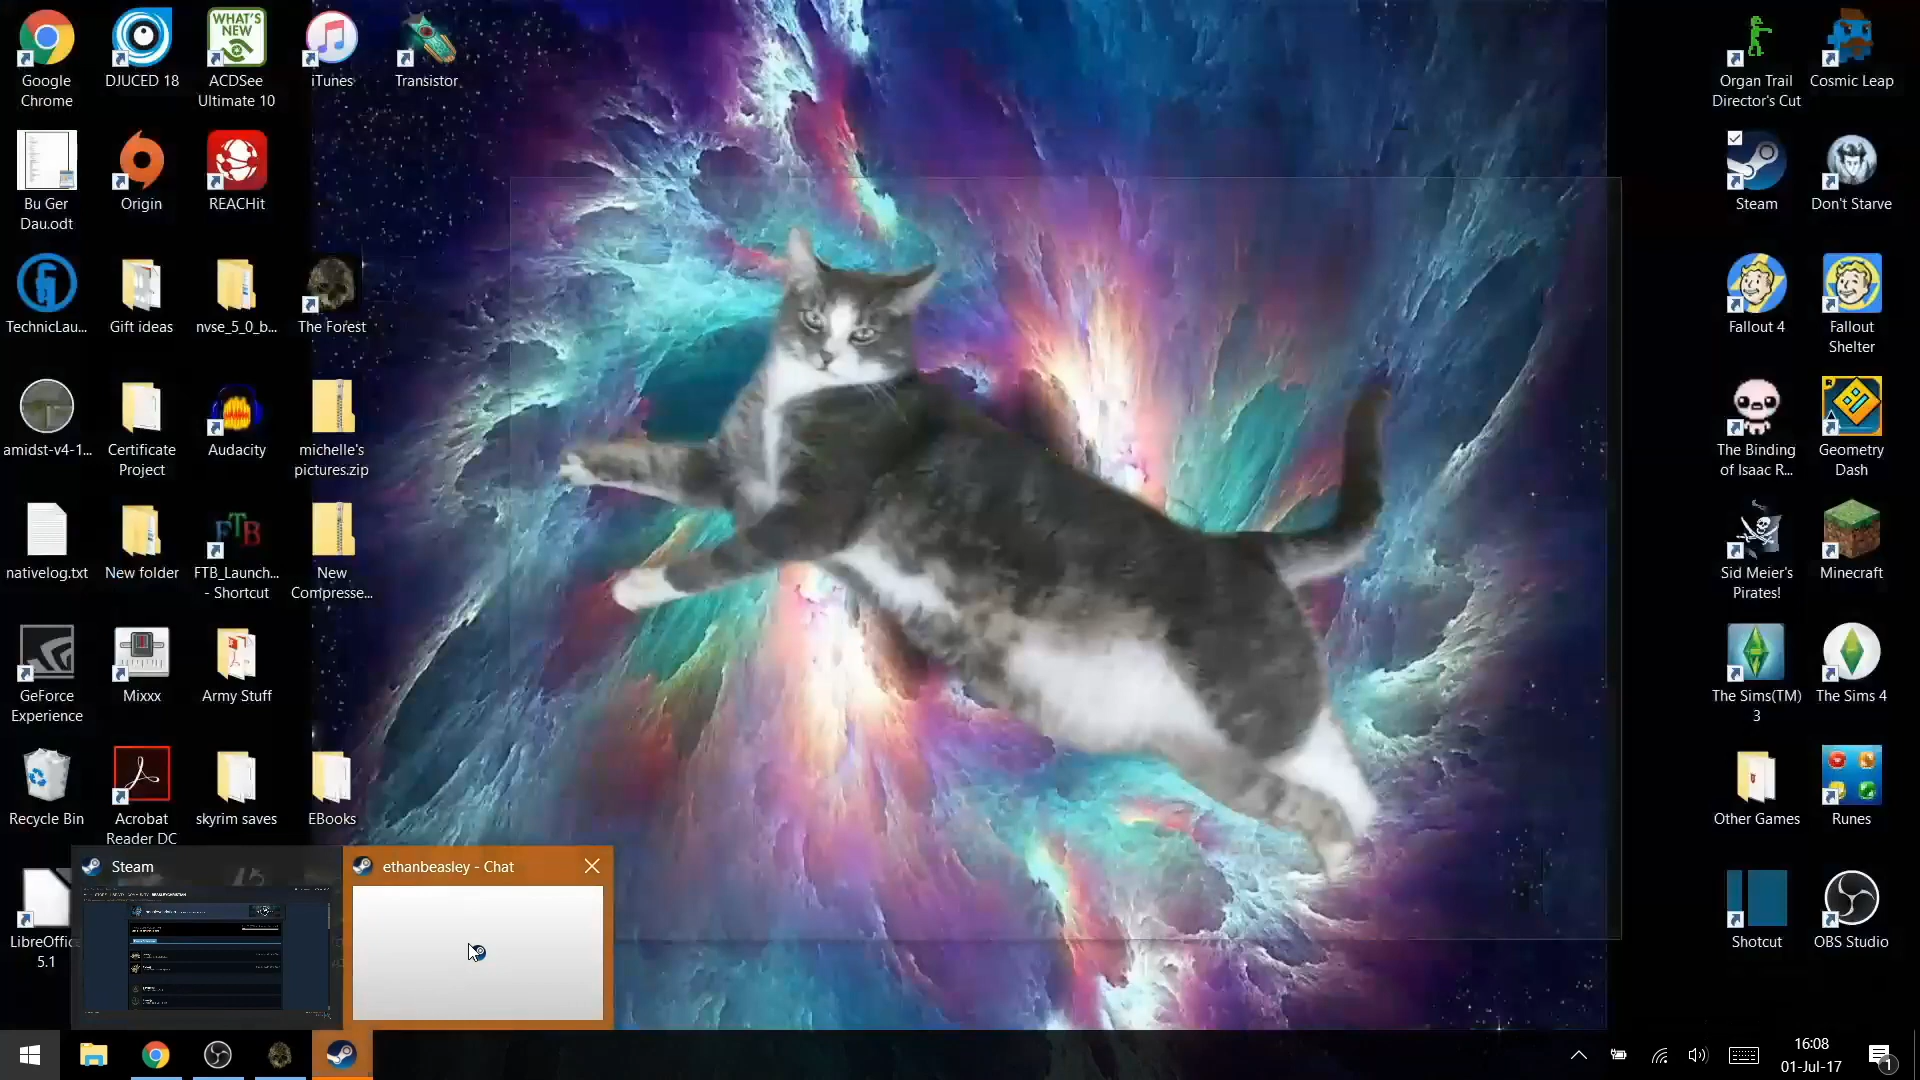 Google
Chrome
DJUCED 18
WHAT'S
NEW
ACDSee
Ultimate 10
iTunes
Transistor
Organ Trail
Director's Cut
Cosmic Leap
Bu Ger
Dau.odt
Origin
REACHit
Steam
Don't Starve
TechnicLau...
Gift ideas
nvse_5_0_b...
The Forest
Fallout 4
Fallout
Shelter
amidst-v4-1...
Certificate
Project
Audacity
michelle's
pictures.zip
The Binding
of Isaac R...
Geometry
Dash
nativelog.txt
New folder
FTB
FTB_Launch...
- Shortcut
New
Compresse...
Sid Meier's
Pirates!
Minecraft
GeForce
Experience
Mixxx
Army Stuff
The Sims(TM)
3
The Sims 4
Recycle Bin
Acrobat
Reader DC
skyrim saves
EBooks
Other Games
Runes
Steam
ethanbeasley - Chat
LibreOffic
5.1
Shotcut
OBS Studio
16:08
01-Jul-17
1